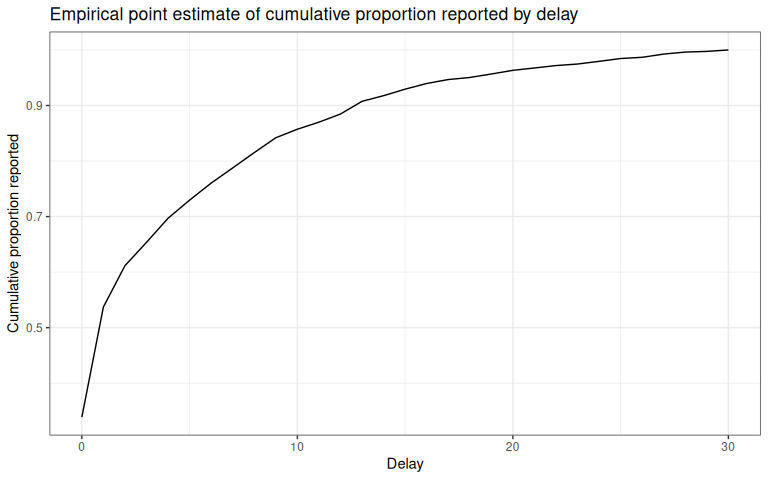 Empirical point estimate of cumulative proportion reported by delay
Cumulative proportion reported
0.9
0.7
0.5
0 10 20 30
Delay